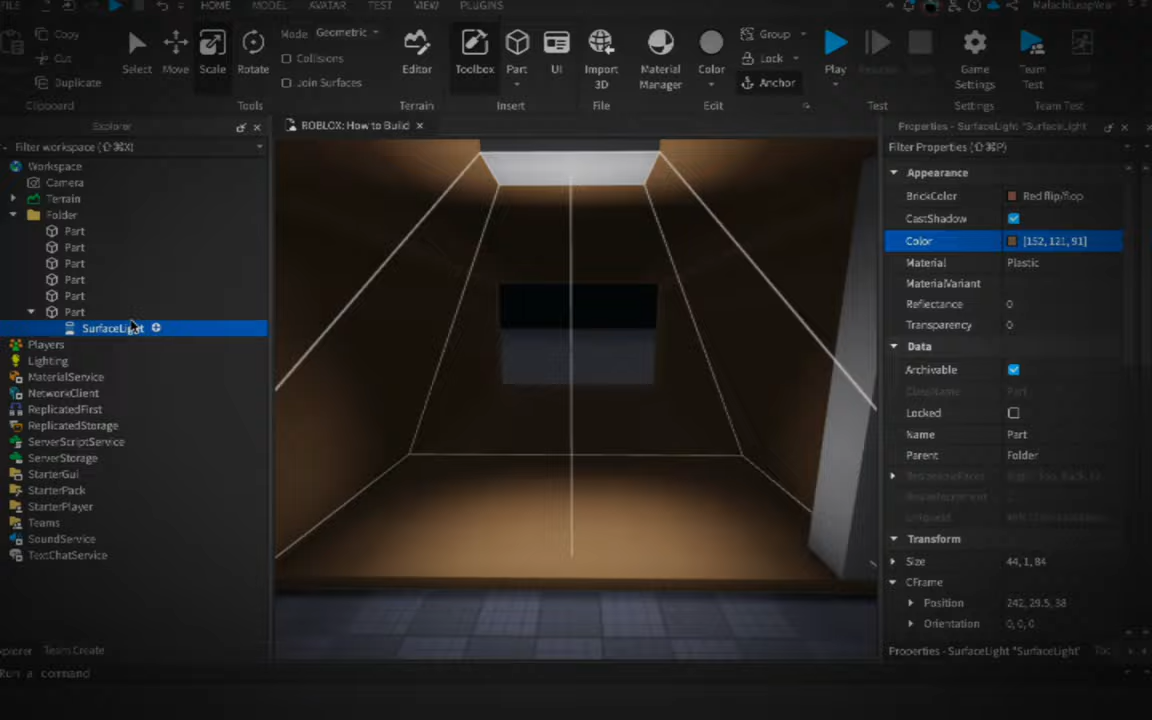 FILE HOME MODEL AVATAR TEST VIEW PLUGINS MalachiLeapYear
Copy
Cut
Duplicate
Clipboard
Select Move Scale Rotate
Tools
Mode Geometric
Collisions
Join Surfaces
Editor
Terrain
Toolbox Part UI
Insert
Import
3D
File
Material
Manager
Color
Edit
Group
Lock
Anchor
Play
Test
Game
Settings
Settings
Team
Test
Team Test
Explorer
Filter workspace (⇧⌘X)
Workspace
Camera
Terrain
Folder
Part
Part
Part
Part
Part
Part
SurfaceLight
Players
Lighting
MaterialService
NetworkClient
ReplicatedFirst
ReplicatedStorage
ServerScriptService
ServerStorage
StarterGui
StarterPack
StarterPlayer
Teams
SoundService
TextChatService
xplorer Team Create
Run a command
ROBLOX: How to Build ×
Properties - SurfaceLight "SurfaceLight"
Filter Properties (⇧⌘P)
Appearance
BrickColor Red flip/flop
CastShadow
Color [152, 121, 91]
Material Plastic
MaterialVariant
Reflectance 0
Transparency 0
Data
Archivable
ClassName Part
Locked
Name Part
Parent Folder
Transform
Size 44, 1, 84
CFrame
Position 242, 29.5, 38
Orientation 0, 0, 0
Properties - SurfaceLight "SurfaceLight"